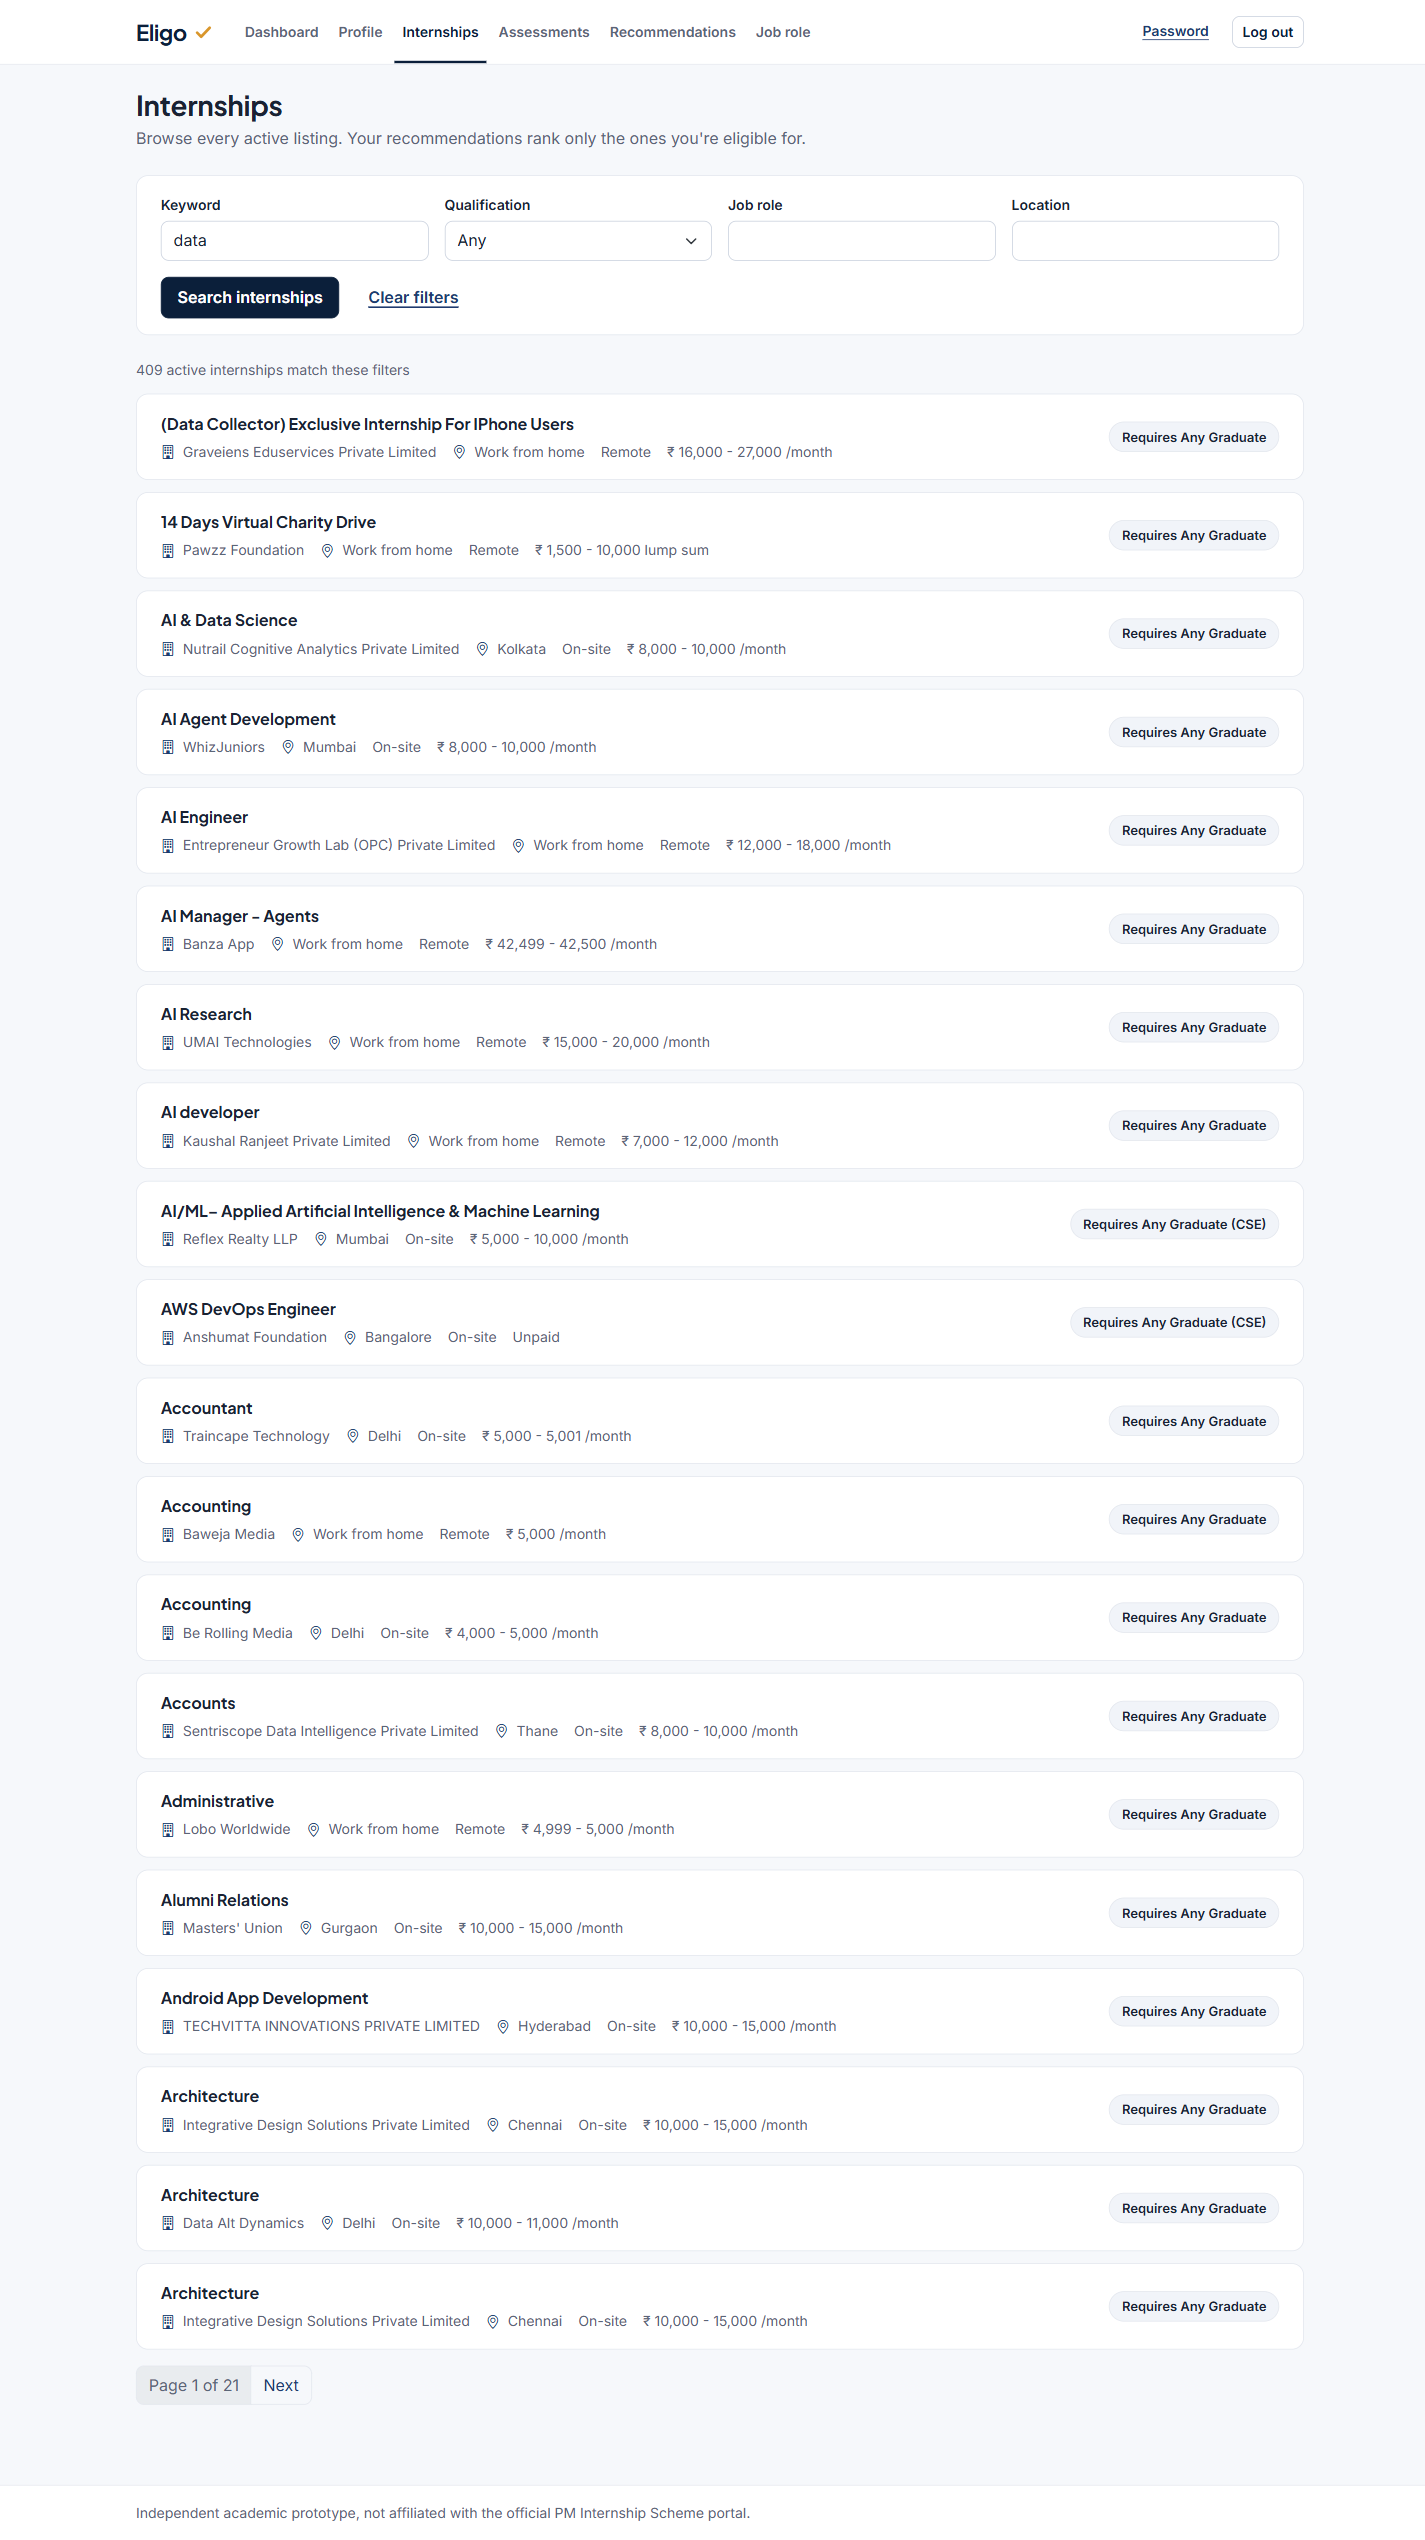 Eligo Dashboard Profile Internships Assessments Recommendations Job role Password Log out
Internships
Browse every active listing. Your recommendations rank only the ones you're eligible for.
Keyword Qualification Job role Location
data Any
Search internships Clear filters
409 active internships match these filters
(Data Collector) Exclusive Internship For IPhone Users
Graveiens Eduservices Private Limited Work from home Remote ₹ 16,000 - 27,000 /month
Requires Any Graduate
14 Days Virtual Charity Drive
Pawzz Foundation Work from home Remote ₹ 1,500 - 10,000 lump sum
Requires Any Graduate
AI & Data Science
Nutrail Cognitive Analytics Private Limited Kolkata On-site ₹ 8,000 - 10,000 /month
Requires Any Graduate
AI Agent Development
WhizJuniors Mumbai On-site ₹ 8,000 - 10,000 /month
Requires Any Graduate
AI Engineer
Entrepreneur Growth Lab (OPC) Private Limited Work from home Remote ₹ 12,000 - 18,000 /month
Requires Any Graduate
AI Manager - Agents
Banza App Work from home Remote ₹ 42,499 - 42,500 /month
Requires Any Graduate
AI Research
UMAI Technologies Work from home Remote ₹ 15,000 - 20,000 /month
Requires Any Graduate
AI developer
Kaushal Ranjeet Private Limited Work from home Remote ₹ 7,000 - 12,000 /month
Requires Any Graduate
AI/ML– Applied Artificial Intelligence & Machine Learning
Reflex Realty LLP Mumbai On-site ₹ 5,000 - 10,000 /month
Requires Any Graduate (CSE)
AWS DevOps Engineer
Anshumat Foundation Bangalore On-site Unpaid
Requires Any Graduate (CSE)
Accountant
Traincape Technology Delhi On-site ₹ 5,000 - 5,001 /month
Requires Any Graduate
Accounting
Baweja Media Work from home Remote ₹ 5,000 /month
Requires Any Graduate
Accounting
Be Rolling Media Delhi On-site ₹ 4,000 - 5,000 /month
Requires Any Graduate
Accounts
Sentriscope Data Intelligence Private Limited Thane On-site ₹ 8,000 - 10,000 /month
Requires Any Graduate
Administrative
Lobo Worldwide Work from home Remote ₹ 4,999 - 5,000 /month
Requires Any Graduate
Alumni Relations
Masters' Union Gurgaon On-site ₹ 10,000 - 15,000 /month
Requires Any Graduate
Android App Development
TECHVITTA INNOVATIONS PRIVATE LIMITED Hyderabad On-site ₹ 10,000 - 15,000 /month
Requires Any Graduate
Architecture
Integrative Design Solutions Private Limited Chennai On-site ₹ 10,000 - 15,000 /month
Requires Any Graduate
Architecture
Data Alt Dynamics Delhi On-site ₹ 10,000 - 11,000 /month
Requires Any Graduate
Architecture
Integrative Design Solutions Private Limited Chennai On-site ₹ 10,000 - 15,000 /month
Requires Any Graduate
Page 1 of 21 Next
Independent academic prototype, not affiliated with the official PM Internship Scheme portal.